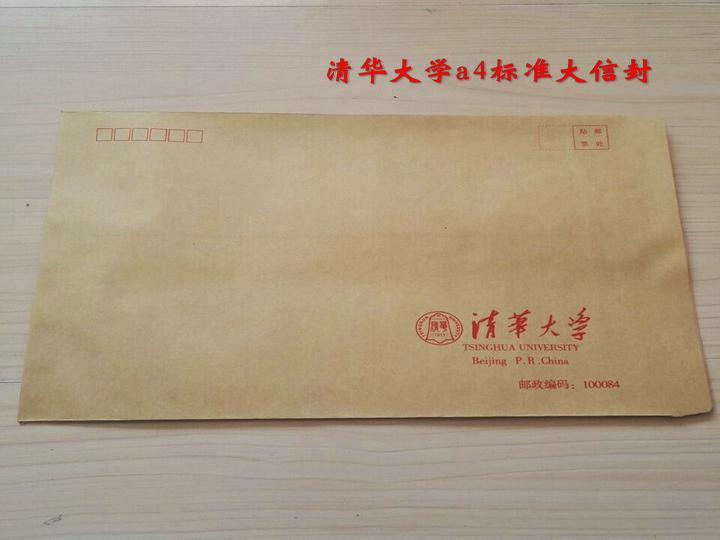 清华大学a4标准大信封
贴 邮
票 处
清華大学
TSINGHUA UNIVERSITY
Beijing P.R.China
邮政编码：100084